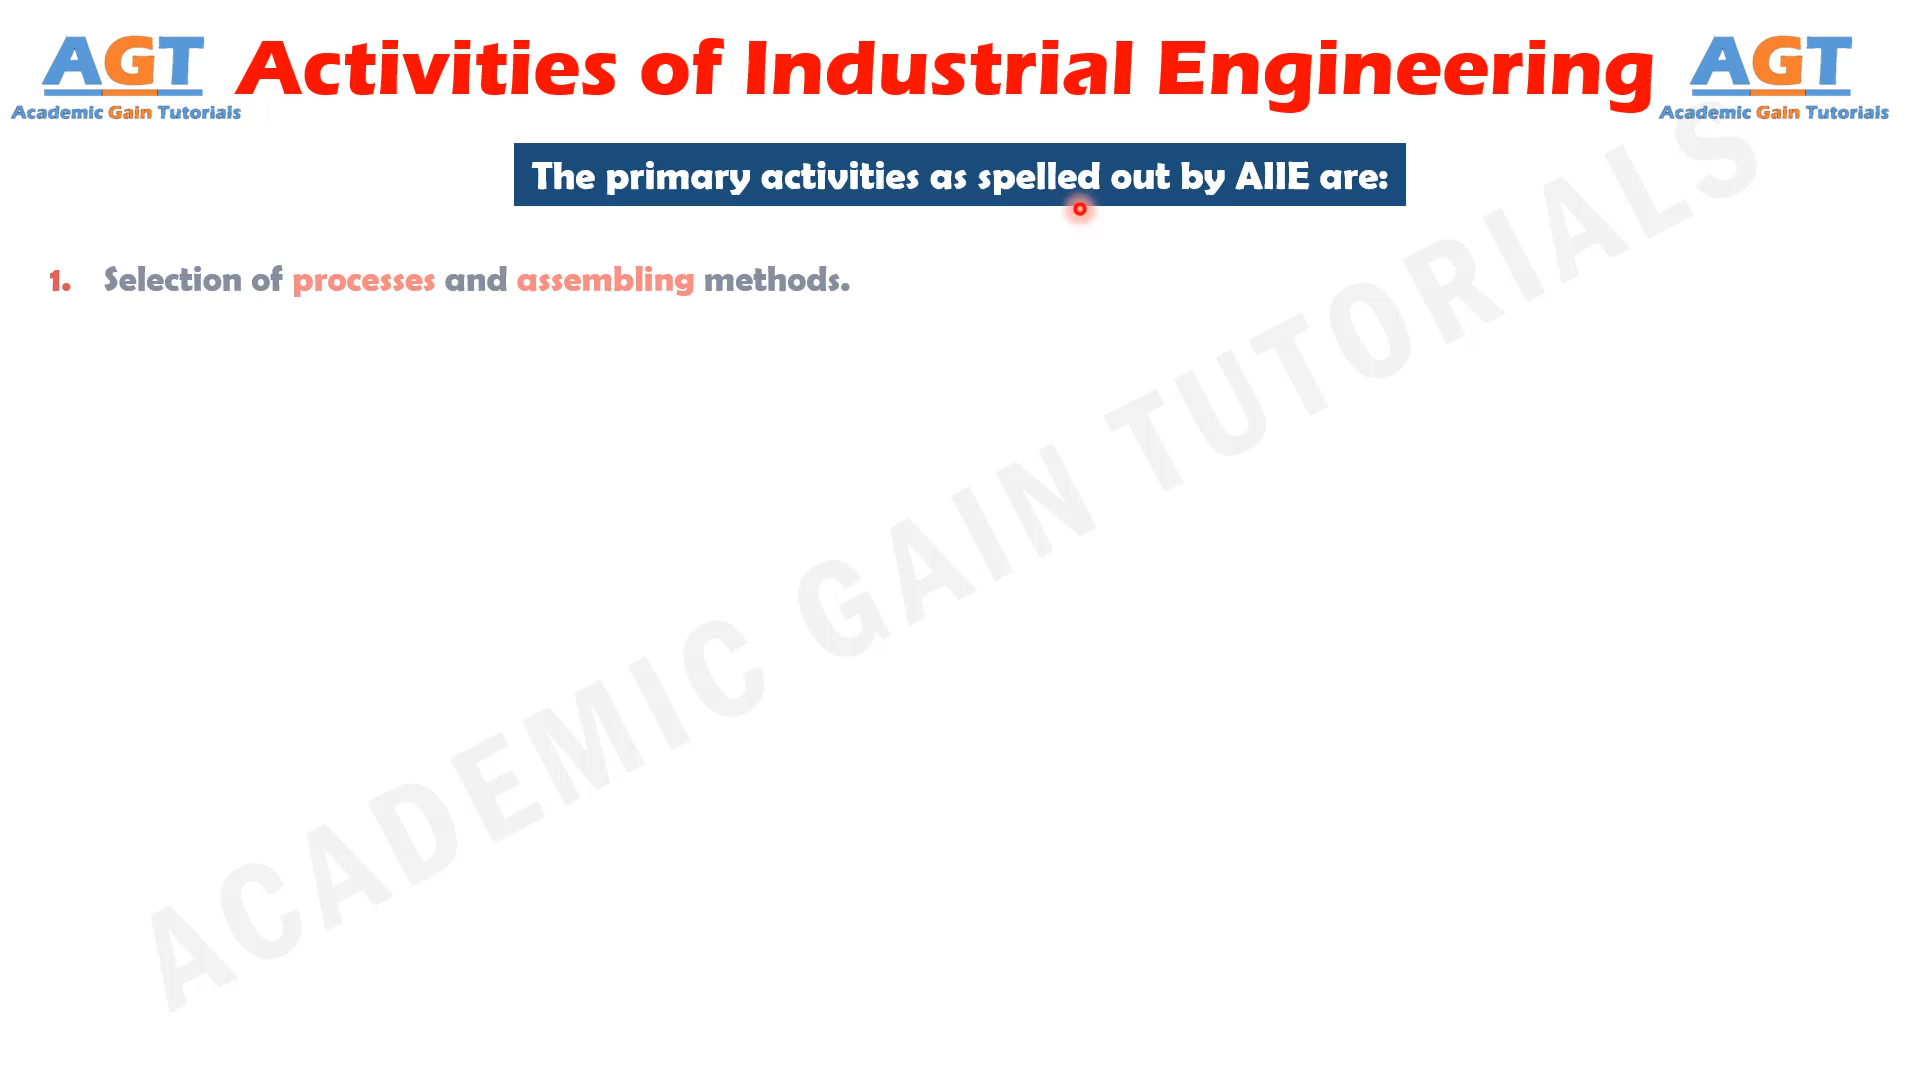 AGT
Academic Gain Tutorials
Activities of Industrial Engineering
AGT
Academic Gain Tutorials
The primary activities as spelled out by AIIE are:
1. Selection of processes and assembling methods.
ACADEMIC GAIN TUTORIALS